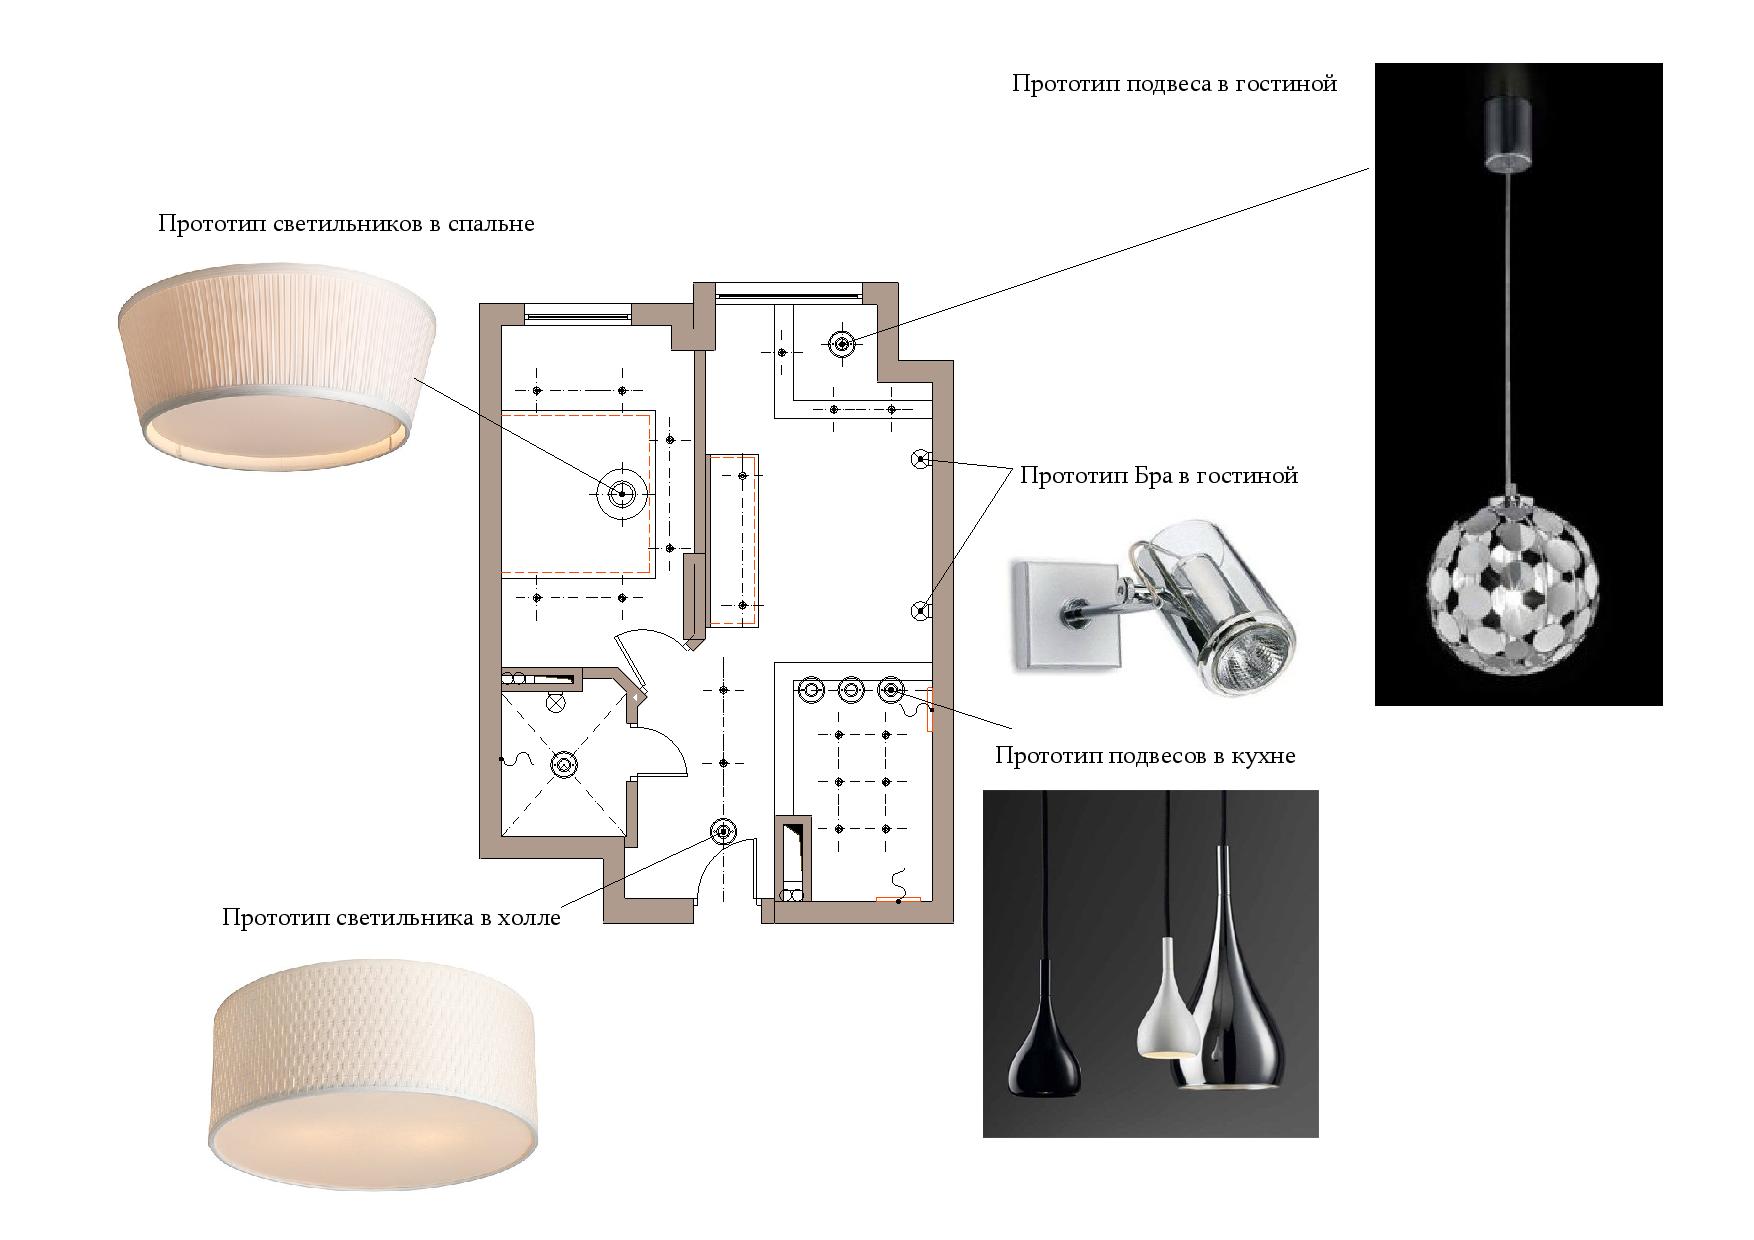 Прототип подвеса в гостиной
Прототип светильников в спальне
Прототип Бра в гостиной
Прототип подвесов в кухне
Прототип светильника в холле